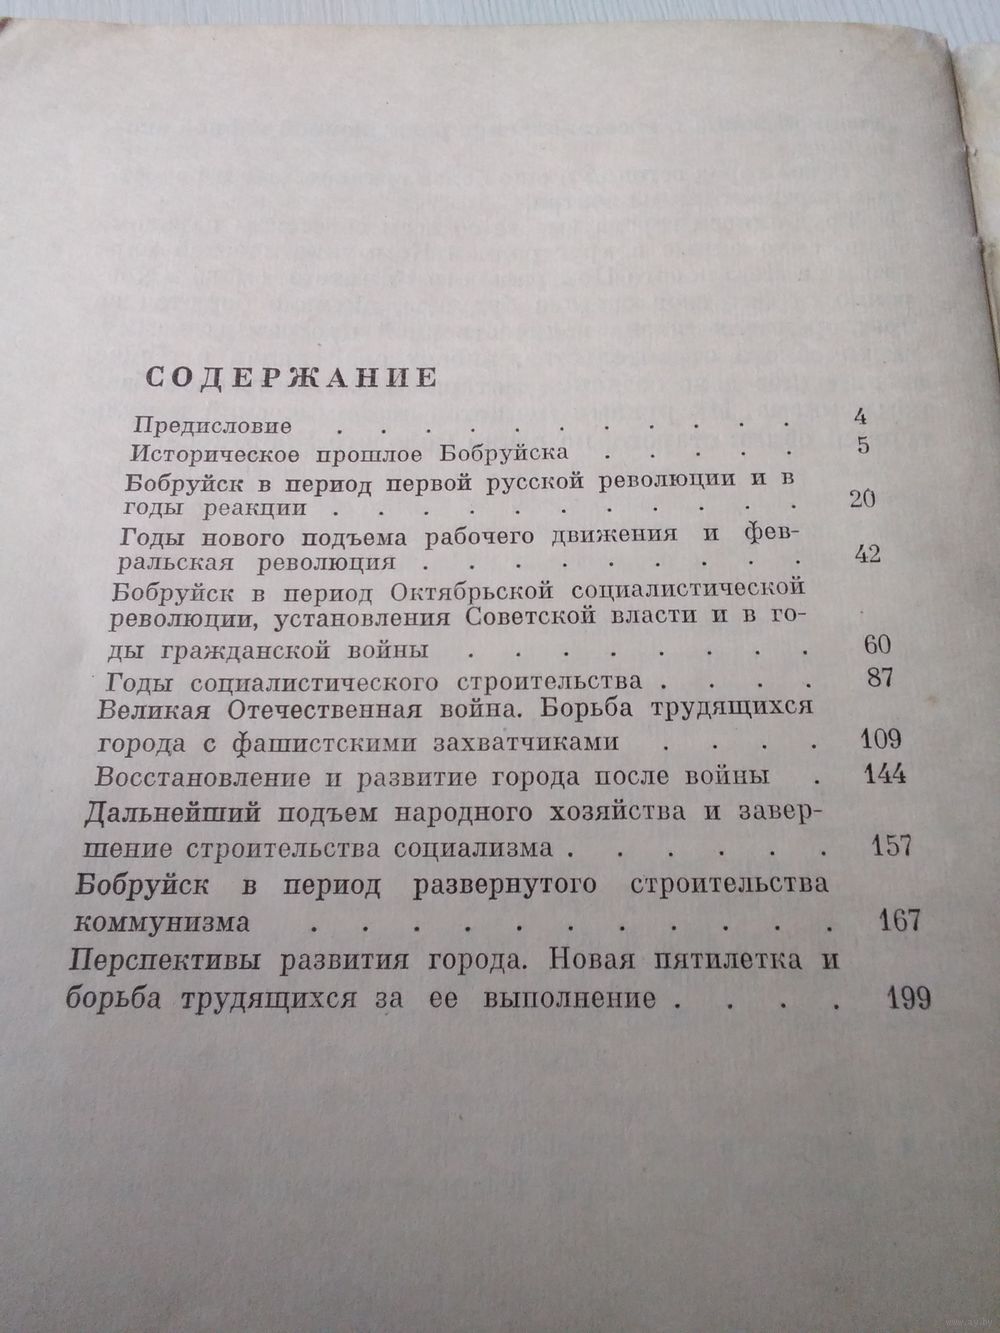 СОДЕРЖАНИЕ
Предисловие . . . . . . . . . . . 4
Историческое прошлое Бобруйска . . . . . 5
Бобруйск в период первой русской революции и в
годы реакции . . . . . . . . . . . 20
Годы нового подъема рабочего движения и фев-
ральская революция . . . . . . . . . 42
Бобруйск в период Октябрьской социалистической
революции, установления Советской власти и в го-
ды гражданской войны . . . . . . . . 60
Годы социалистического строительства . . . . 87
Великая Отечественная война. Борьба трудящихся
города с фашистскими захватчиками . . . . 109
Восстановление и развитие города после войны . 144
Дальнейший подъем народного хозяйства и завер-
шение строительства социализма . . . . . . 157
Бобруйск в период развернутого строительства
коммунизма . . . . . . . . . . . 167
Перспективы развития города. Новая пятилетка и
борьба трудящихся за ее выполнение . . . . 199
www.ay.by